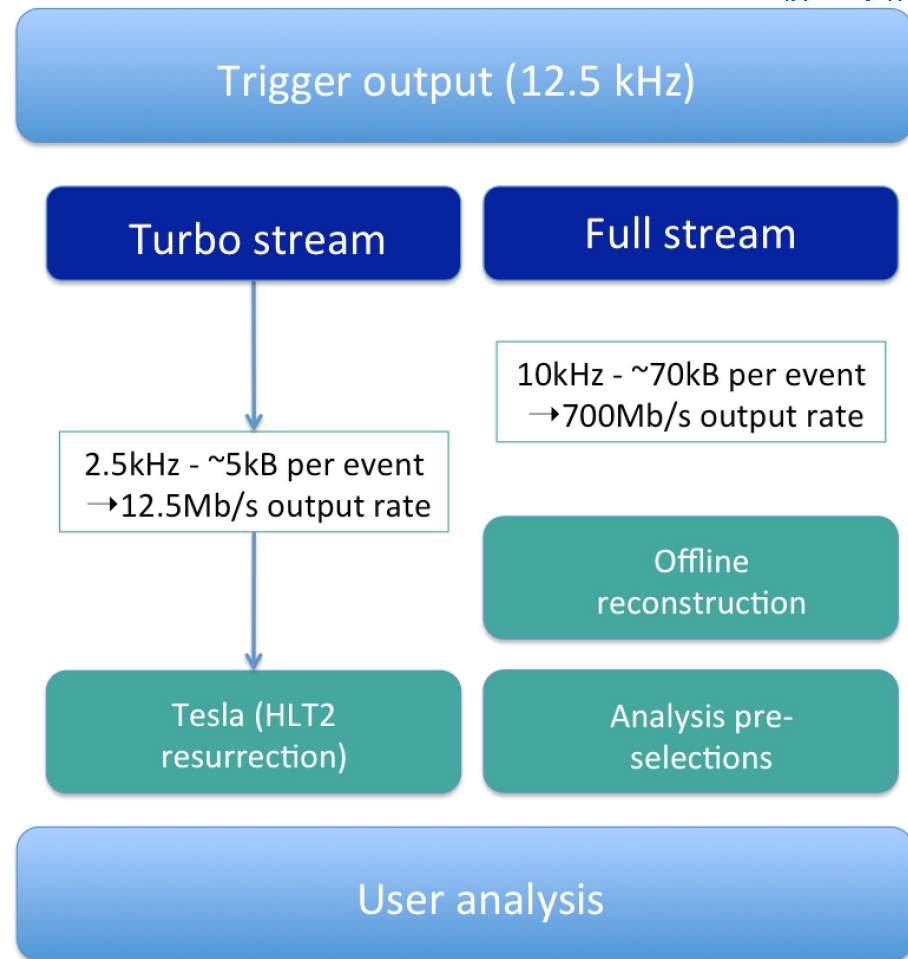 Trigger output (12.5 kHz)
Turbo stream
Full stream
10kHz - ~70kB per event
→700Mb/s output rate
2.5kHz - ~5kB per event
→12.5Mb/s output rate
Offline
reconstruction
Tesla (HLT2
resurrection)
Analysis pre-
selections
User analysis